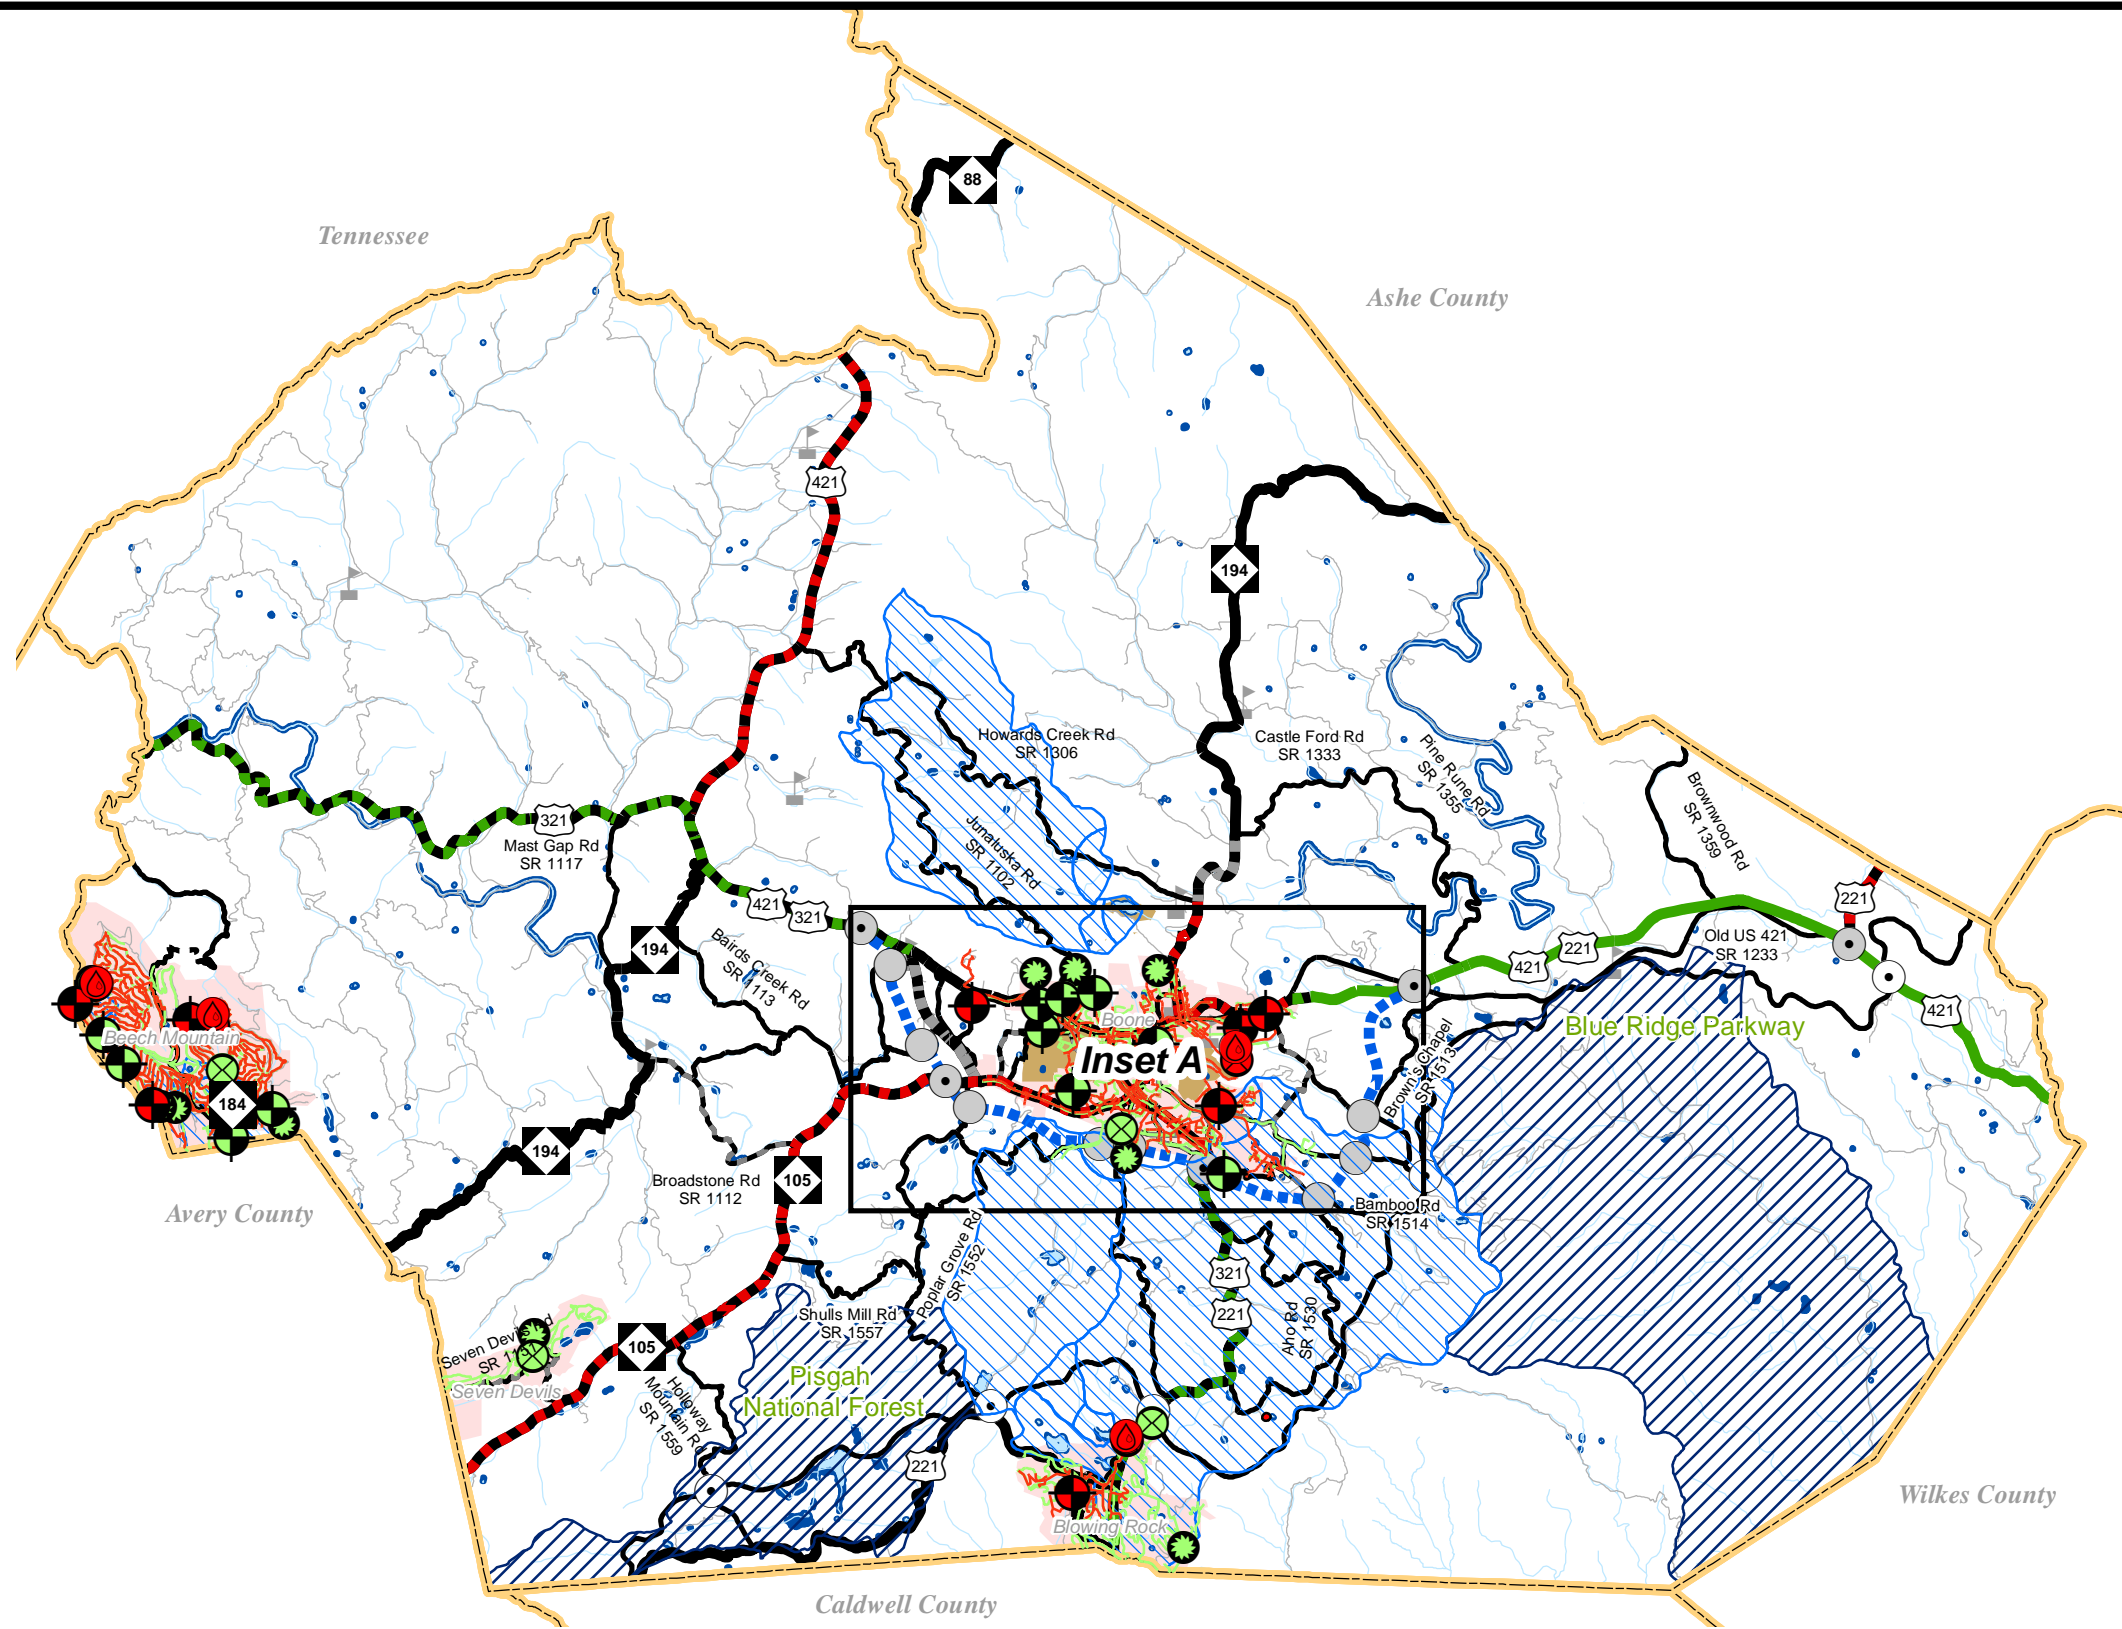 88
Tennessee
Ashe County
421
194
Howards Creek Rd
SR 1306
Castle Ford Rd
SR 1333
Pine Rune Rd
SR 1355
Brownwood Rd
SR 1359
321
Mast Gap Rd
SR 1117
Junaluska Rd
SR 1102
421
321
221
194
Bairds Creek Rd
SR 1113
Old US 421
SR 1233
221
421
421
Boone
Blue Ridge Parkway
Beech Mountain
Inset A
Brown's Chapel
SR 1513
184
194
Broadstone Rd
SR 1112
105
Bamboo Rd
SR 1514
Avery County
Poplar Grove Rd
SR 1552
321
221
Shulls Mill Rd
SR 1557
Aho Rd
SR 1530
Seven Devils Rd
105
Seven Devils
Pisgah
National Forest
Holloway
Mountain Rd
SR 1559
221
Wilkes County
Blowing Rock
Caldwell County